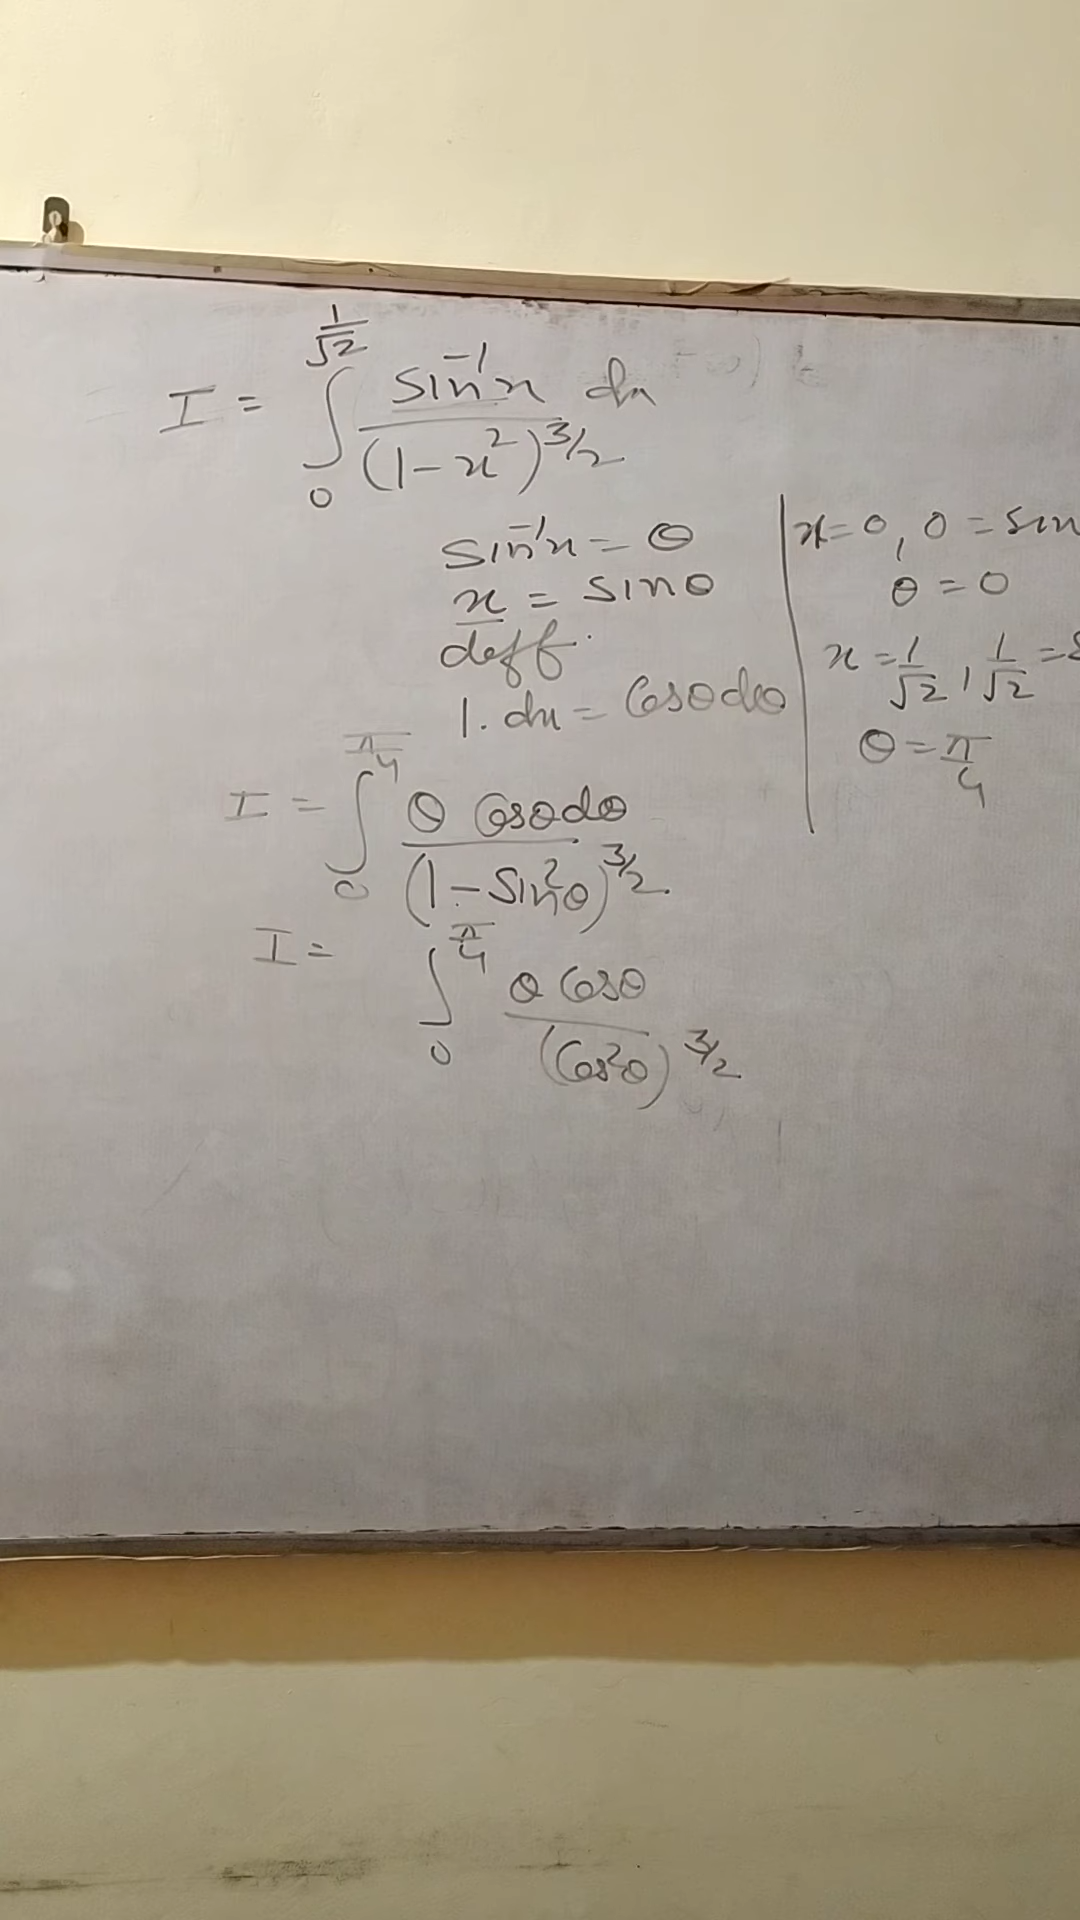 I = ∫₀^(1/√2) sin⁻¹x dx / (1-x²)^(3/2)
sin⁻¹x = θ
x = sinθ
deff.
1. dx = Cosθdθ
x=0, 0 = sin
θ = 0
x = 1/√2, 1/√2 =
θ = π/4
I = ∫₀^(π/4) θ Cosθdθ / (1-Sin²θ)^(3/2).
I = ∫₀^(π/4) θ Cosθ / (Cos²θ)^(3/2)